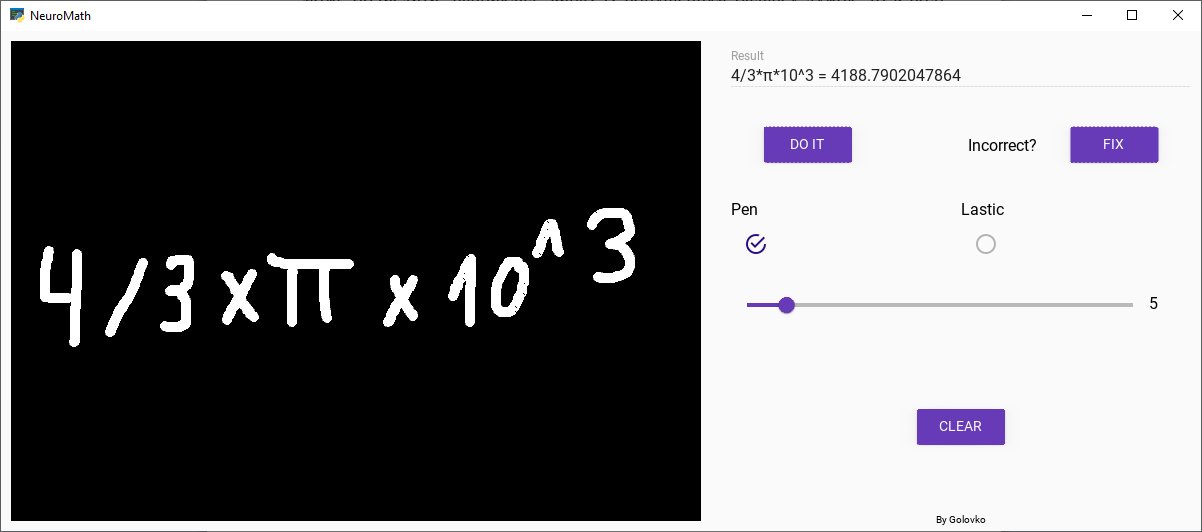 NeuroMath
Result
4/3*π*10^3 = 4188.7902047864
DO IT
Incorrect?
FIX
Pen
Lastic
5
4/3xπx10^3
CLEAR
By Golovko